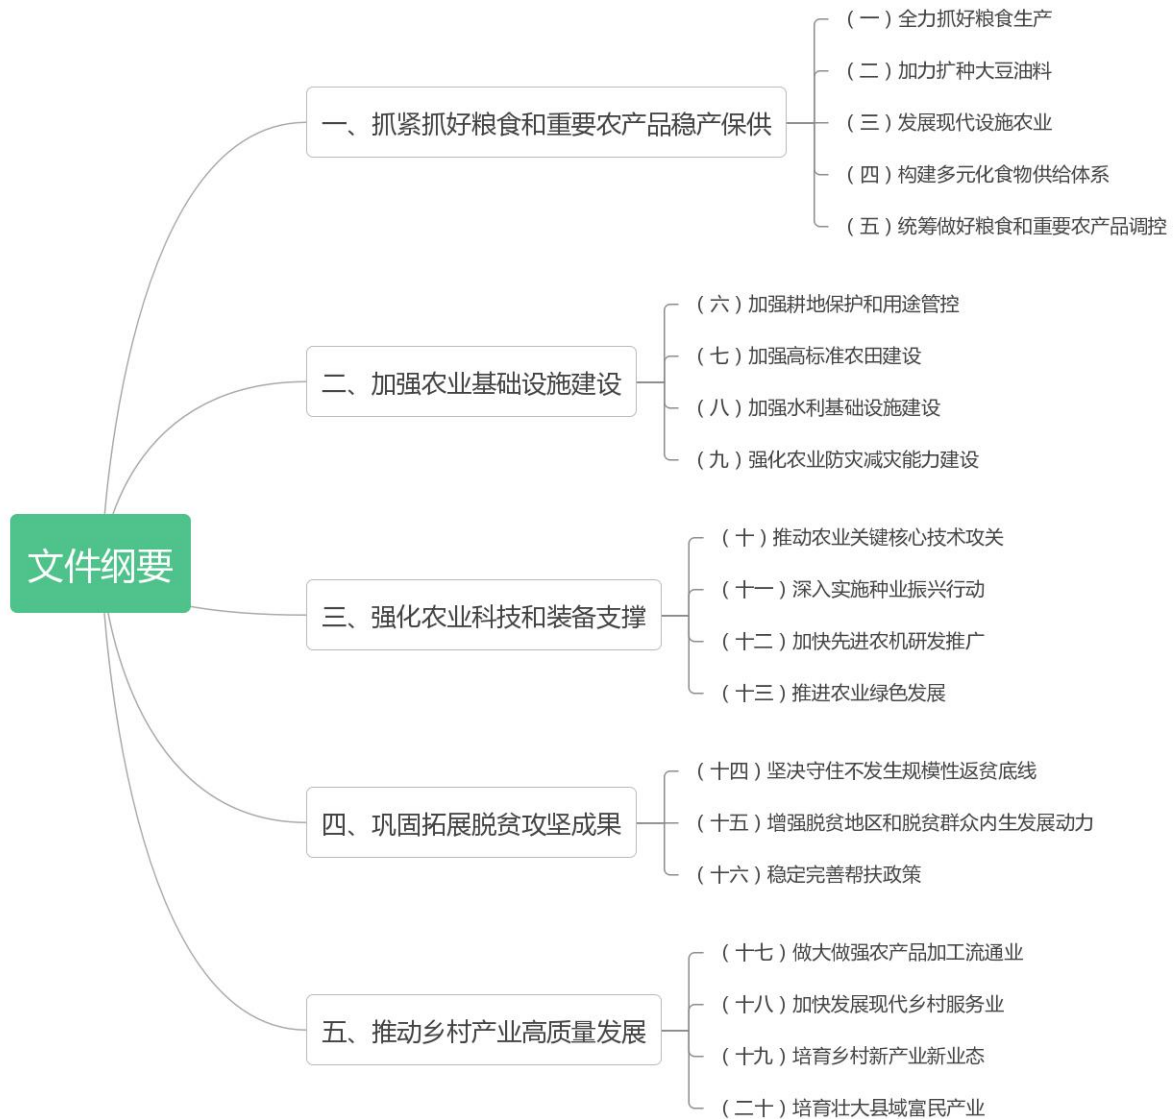 文件纲要
一、抓紧抓好粮食和重要农产品稳产保供
（一）全力抓好粮食生产
（二）加力扩种大豆油料
（三）发展现代设施农业
（四）构建多元化食物供给体系
（五）统筹做好粮食和重要农产品调控
二、加强农业基础设施建设
（六）加强耕地保护和用途管控
（七）加强高标准农田建设
（八）加强水利基础设施建设
（九）强化农业防灾减灾能力建设
三、强化农业科技和装备支撑
（十）推动农业关键核心技术攻关
（十一）深入实施种业振兴行动
（十二）加快先进农机研发推广
（十三）推进农业绿色发展
四、巩固拓展脱贫攻坚成果
（十四）坚决守住不发生规模性返贫底线
（十五）增强脱贫地区和脱贫群众内生发展动力
（十六）稳定完善帮扶政策
五、推动乡村产业高质量发展
（十七）做大做强农产品加工流通业
（十八）加快发展现代乡村服务业
（十九）培育乡村新产业新业态
（二十）培育壮大县域富民产业